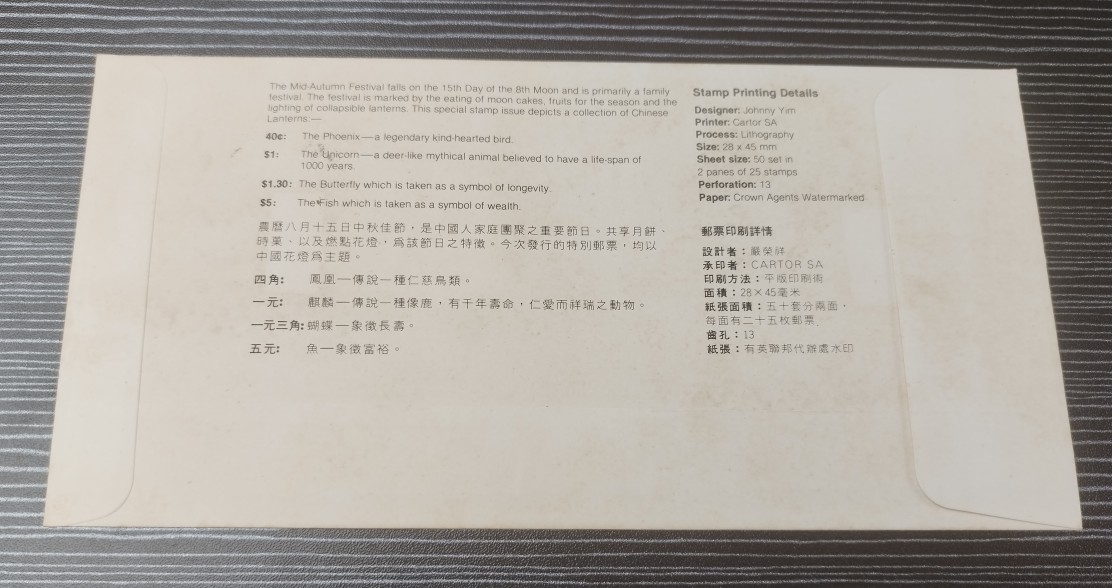 The Mid-Autumn Festival falls on the 15th Day of the 8th Moon and is primarily a family
festival. The festival is marked by the eating of moon cakes, fruits for the season and the
lighting of collapsible lanterns. This special stamp issue depicts a collection of Chinese
Lanterns:—
40¢: The Phoenix—a legendary kind-hearted bird.
$1: The Unicorn—a deer-like mythical animal believed to have a life-span of
1000 years.
$1.30: The Butterfly which is taken as a symbol of longevity.
$5: The Fish which is taken as a symbol of wealth.
農曆八月十五日中秋佳節，是中國人家庭團聚之重要節日。共享月餅、
時菓、以及燃點花燈，爲該節日之特徵。今次發行的特別郵票，均以
中國花燈爲主題。
四角： 鳳凰一傳說一種仁慈鳥類。
一元： 麒麟一傳說一種像鹿，有千年壽命，仁愛而祥瑞之動物。
一元三角：蝴蝶一象徵長壽。
五元： 魚一象徵富裕。
Stamp Printing Details
Designer: Johnny Yim
Printer: Cartor SA
Process: Lithography
Size: 28 x 45 mm
Sheet size: 50 set in
2 panes of 25 stamps
Perforation: 13
Paper: Crown Agents Watermarked
郵票印刷詳情
設計者：嚴榮祥
承印者：CARTOR SA
印刷方法：平版印刷術
面積：28×45毫米
紙張面積：五十套分兩面，
每面有二十五枚郵票
齒孔：13
紙張：有英聯邦代辦處水印